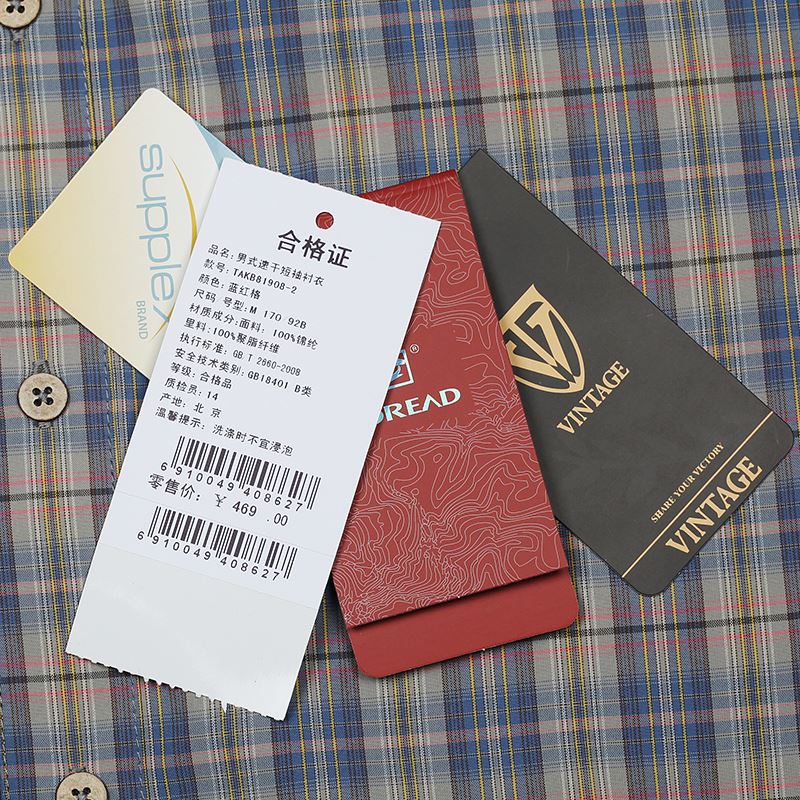 supplex
BRAND
合格证
品名: 男式速干短袖衬衣
款号: TAKB81908-2
颜色: 蓝红格
尺码 号型: M 170 92B
材质成分: 面料: 100%锦纶
里料: 100%聚脂纤维
执行标准: GB T 2660-2008
安全技术类别: GB18401 B类
等级: 合格品
质检员: 14
产地: 北京
温馨提示: 洗涤时不宜浸泡
6 910049 408627
零售价: ¥ 469 .00
6 910049 408627
®
OREAD
VINTAGE
SHARE YOUR VICTORY
VINTAGE